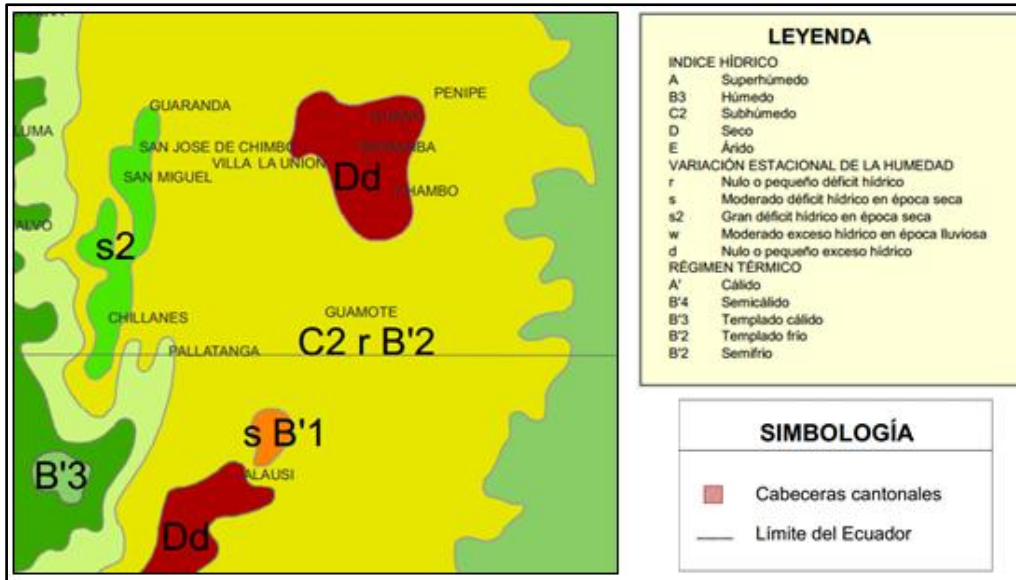 GUARANDA
PENIPE
LUMA
SAN JOSE DE CHIMBO
VILLA LA UNION
SAN MIGUEL
Dd
CHAMBO
ALVO
s2
CHILLANES
GUAMOTE
C2 r B'2
PALLATANGA
s B'1
ALAUSI
B'3
Dd
LEYENDA
INDICE HÍDRICO
A Superhúmedo
B3 Húmedo
C2 Subhúmedo
D Seco
E Árido
VARIACIÓN ESTACIONAL DE LA HUMEDAD
r Nulo o pequeño déficit hídrico
s Moderado déficit hídrico en época seca
s2 Gran déficit hídrico en época seca
w Moderado exceso hídrico en época lluviosa
d Nulo o pequeño exceso hídrico
RÉGIMEN TÉRMICO
A' Cálido
B'4 Semicálido
B'3 Templado cálido
B'2 Templado frío
B'2 Semifrío
SIMBOLOGÍA
Cabeceras cantonales
Límite del Ecuador